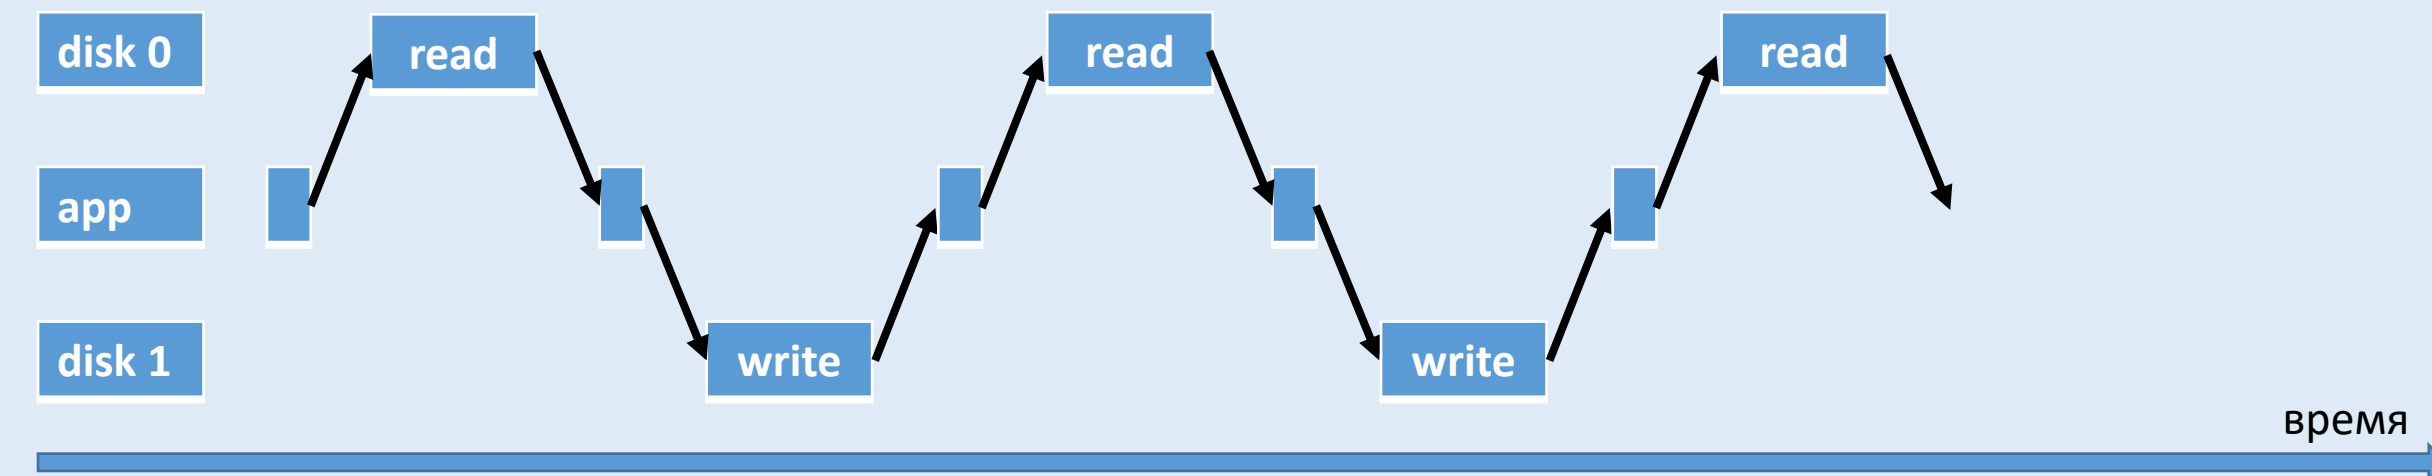 disk 0
read
read
read
app
disk 1
write
write
время